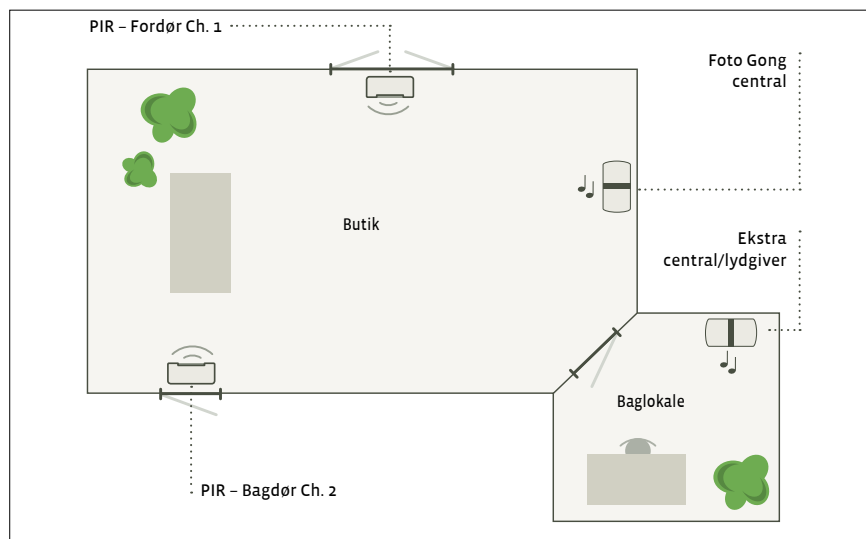 PIR – Fordør Ch. 1
Foto Gong
central
Butik
Ekstra
central/lydgiver
Baglokale
PIR – Bagdør Ch. 2